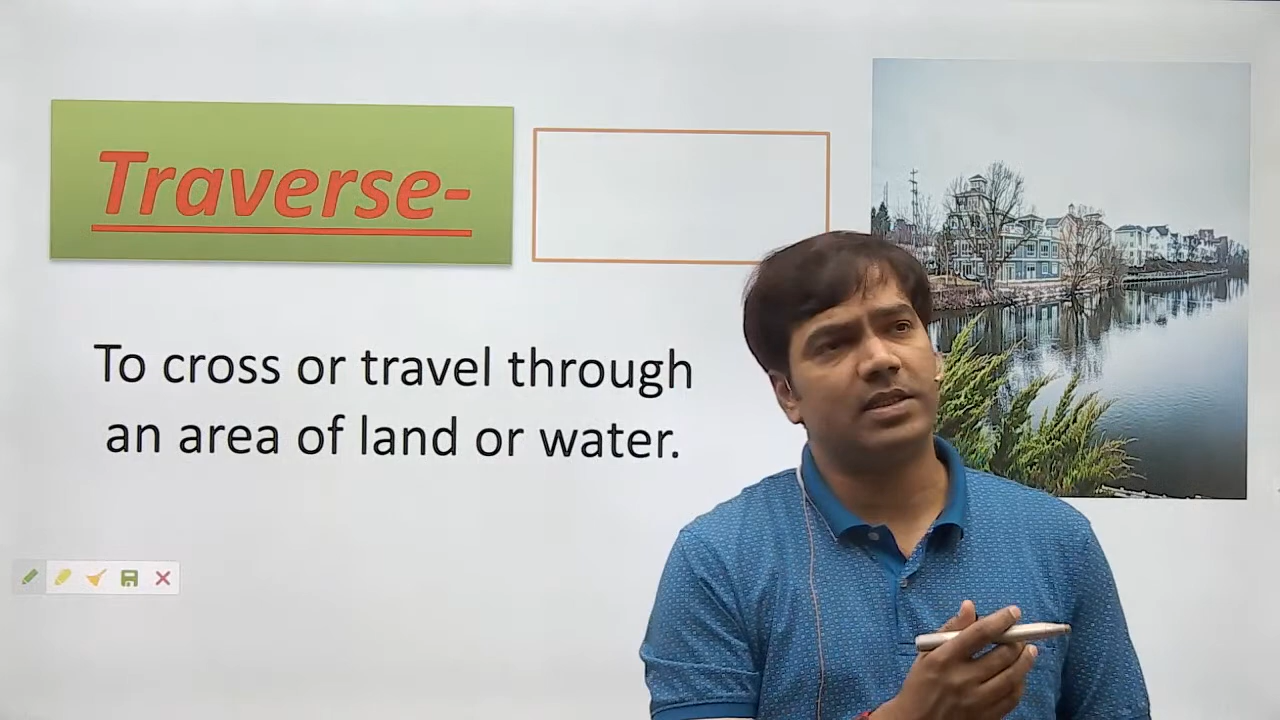 Traverse-
To cross or travel through
an area of land or water.